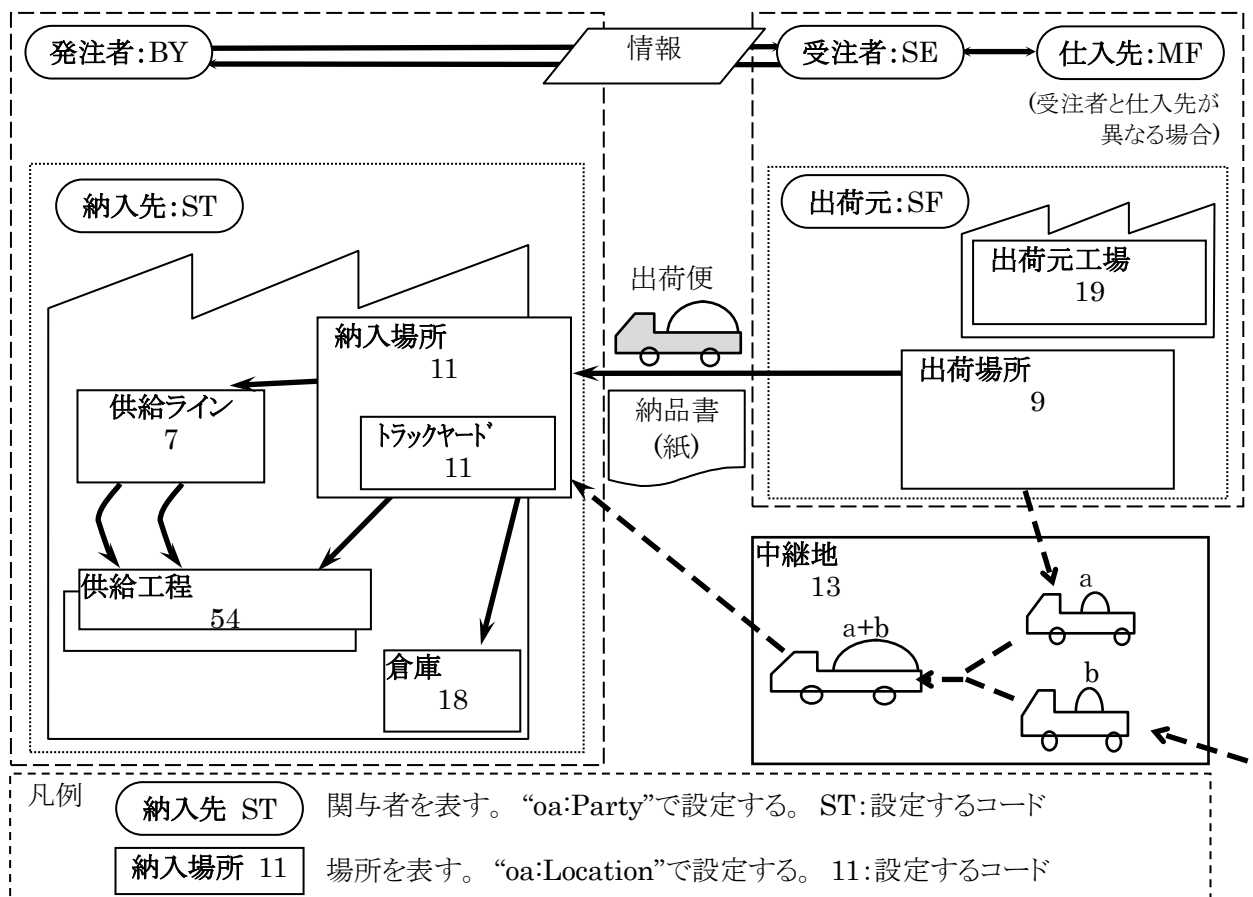 発注者:BY
情報
受注者:SE
仕入先:MF
(受注者と仕入先が
異なる場合)
納入先:ST
出荷元:SF
出荷元工場
19
出荷便
納入場所
11
出荷場所
9
供給ライン
7
トラックヤード
11
納品書
(紙)
供給工程
54
倉庫
18
中継地
13
a
a+b
b
凡例
納入先 ST
関与者を表す。 “oa:Party”で設定する。 ST:設定するコード
納入場所 11
場所を表す。 “oa:Location”で設定する。 11:設定するコード